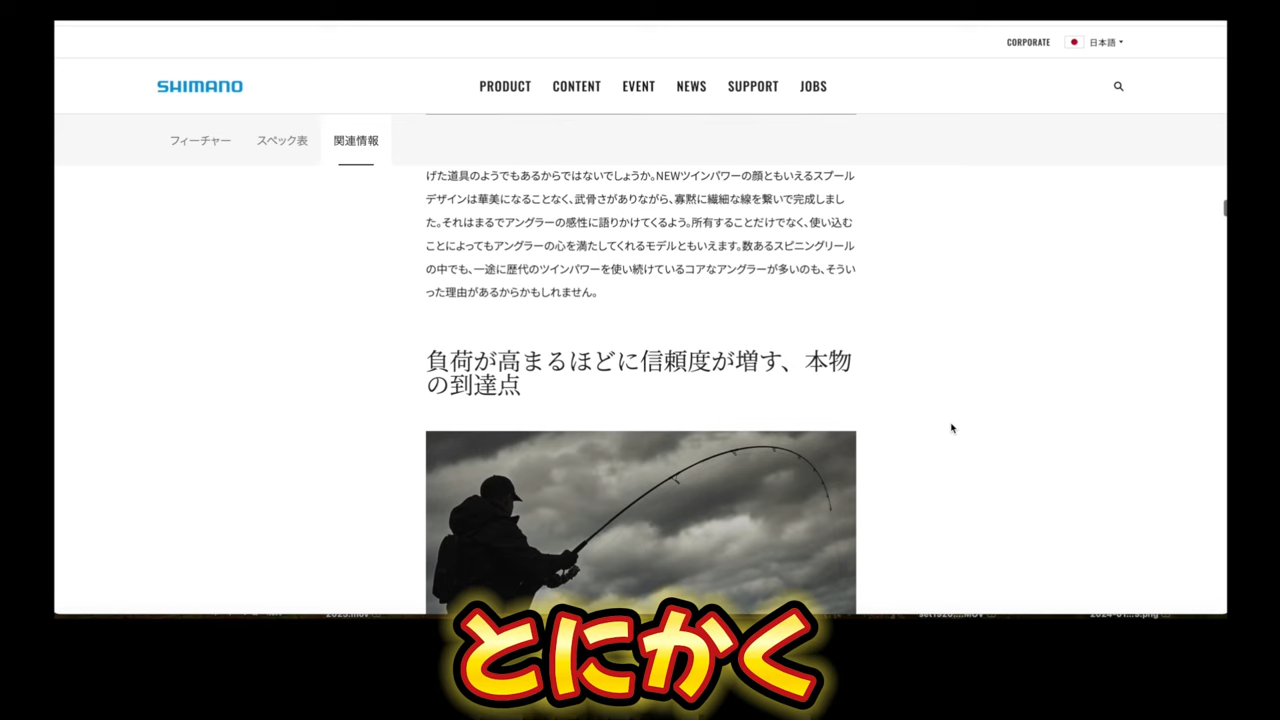 CORPORATE 日本語
SHIMANO PRODUCT CONTENT EVENT NEWS SUPPORT JOBS
フィーチャー スペック表 関連情報
げた道具のようでもあるからではないでしょうか。NEWツインパワーの顔ともいえるスプール
デザインは華美になることなく、武骨さがありながら、寡黙に繊細な線を繋いで完成しまし
た。それはまるでアングラーの感性に語りかけてくるよう。所有することだけでなく、使い込む
ことによってもアングラーの心を満たしてくれるモデルともいえます。数あるスピニングリール
の中でも、一途に歴代のツインパワーを使い続けているコアなアングラーが多いのも、そうい
った理由があるからかもしれません。
負荷が高まるほどに信頼度が増す、本物
の到達点
とにかく